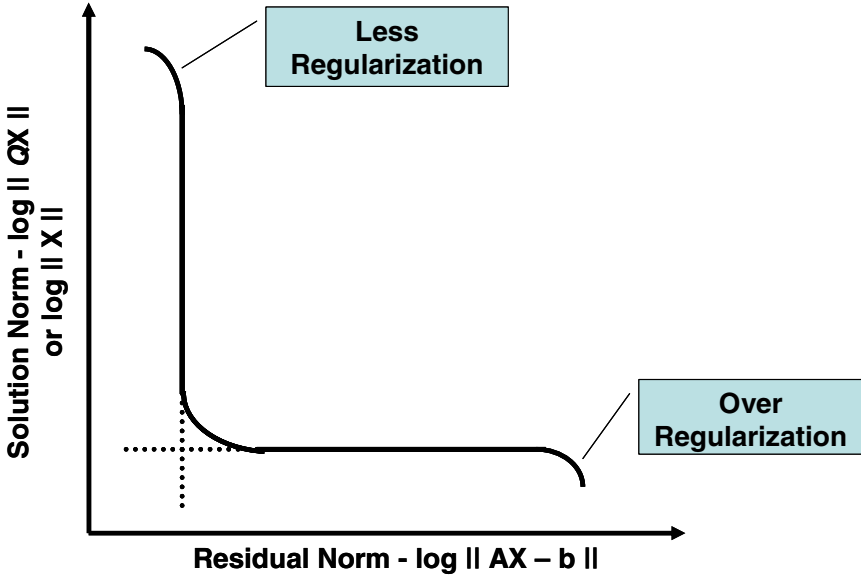 Less
Regularization
Solution Norm - log || QX ||
or log || X ||
Over
Regularization
Residual Norm - log || AX – b ||